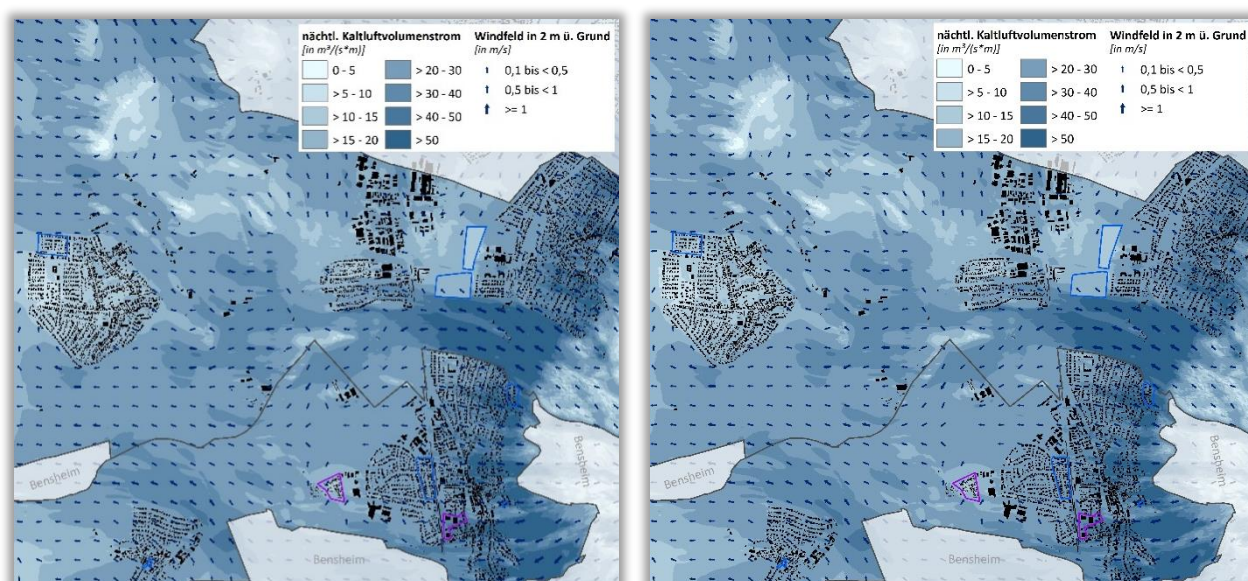 nächtl. Kaltluftvolumenstrom Windfeld in 2 m ü. Grund
[in m³/(s*m)] [in m/s]
0 - 5 > 20 - 30 0,1 bis < 0,5
> 5 - 10 > 30 - 40 0,5 bis < 1
> 10 - 15 > 40 - 50 >= 1
> 15 - 20 > 50
Bensheim
Bensheim
Bensheim
nächtl. Kaltluftvolumenstrom Windfeld in 2 m ü. Grund
[in m³/(s*m)] [in m/s]
0 - 5 > 20 - 30 0,1 bis < 0,5
> 5 - 10 > 30 - 40 0,5 bis < 1
> 10 - 15 > 40 - 50 >= 1
> 15 - 20 > 50
Bensheim
Bensheim
Bensheim